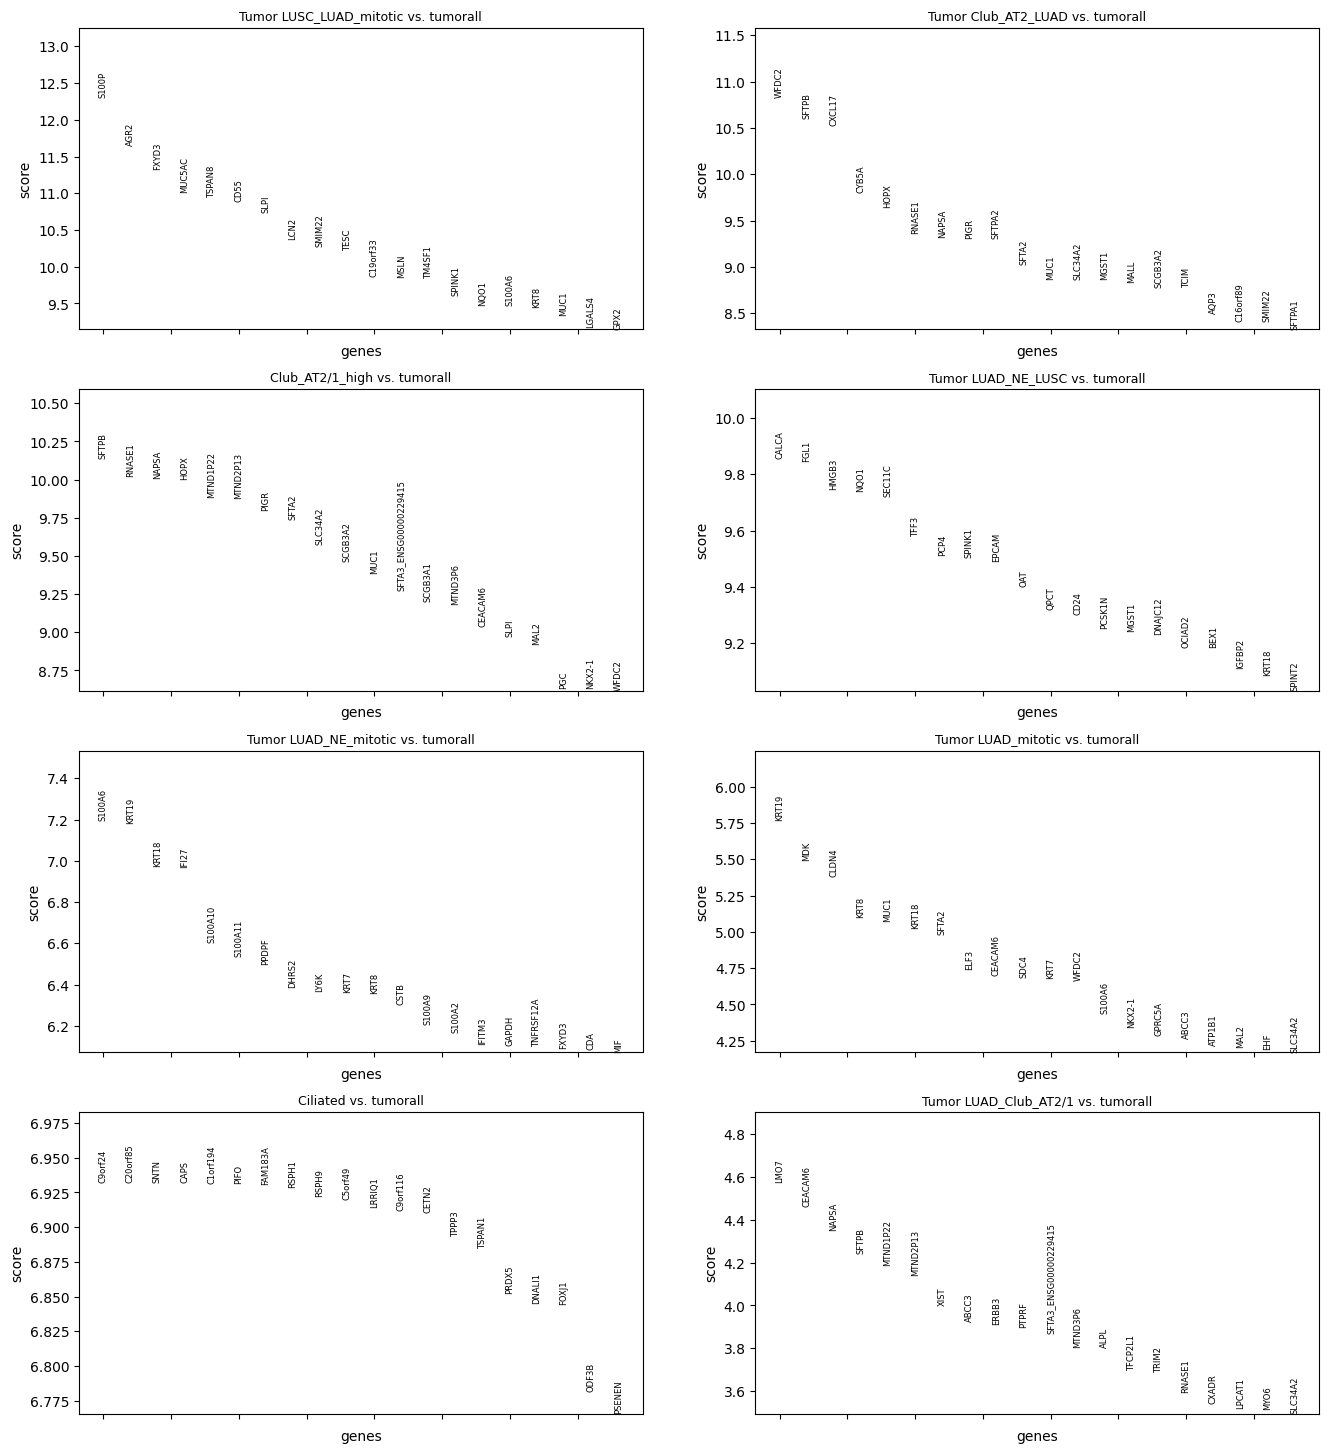 Tumor LUSC_LUAD_mitotic vs. tumorall
score
13.0
12.5
12.0
11.5
11.0
10.5
10.0
9.5
S100P
AGR2
FXYD3
MUC5AC
TSPAN8
CD55
SLPI
LCN2
SMIM22
TESC
C19orf33
MSLN
TM4SF1
SPINK1
NQO1
S100A6
KRT8
MUC1
LGALS4
GPX2
genes
Tumor Club_AT2_LUAD vs. tumorall
score
11.5
11.0
10.5
10.0
9.5
9.0
8.5
WFDC2
SFTPB
CXCL17
CYB5A
HOPX
RNASE1
NAPSA
PIGR
SFTPA2
SFTA2
MUC1
SLC34A2
MGST1
MALL
SCGB3A2
TCIM
AQP3
C16orf89
SMIM22
SFTPA1
genes
Club_AT2/1_high vs. tumorall
score
10.50
10.25
10.00
9.75
9.50
9.25
9.00
8.75
SFTPB
RNASE1
NAPSA
HOPX
MTND1P22
MTND2P13
PIGR
SFTA2
SLC34A2
SCGB3A2
MUC1
SFTA3_ENSG00000229415
SCGB3A1
MTND3P6
CEACAM6
SLPI
MAL2
PGC
NKX2-1
WFDC2
genes
Tumor LUAD_NE_LUSC vs. tumorall
score
10.0
9.8
9.6
9.4
9.2
CALCA
FGL1
HMGB3
NQO1
SEC11C
TFF3
PCP4
SPINK1
EPCAM
OAT
QPCT
CD24
PCSK1N
MGST1
DNAJC12
OCIAD2
BEX1
IGFBP2
KRT18
SPINT2
genes
Tumor LUAD_NE_mitotic vs. tumorall
score
7.4
7.2
7.0
6.8
6.6
6.4
6.2
S100A6
KRT19
KRT18
IFI27
S100A10
S100A11
PPDPF
DHRS2
LY6K
KRT7
KRT8
CSTB
S100A9
S100A2
IFITM3
GAPDH
TNFRSF12A
FXYD3
CDA
MIF
genes
Tumor LUAD_mitotic vs. tumorall
score
6.00
5.75
5.50
5.25
5.00
4.75
4.50
4.25
KRT19
MDK
CLDN4
KRT8
MUC1
KRT18
SFTA2
ELF3
CEACAM6
SDC4
KRT7
WFDC2
S100A6
NKX2-1
GPRC5A
ABCC3
ATP1B1
MAL2
EHF
SLC34A2
genes
Ciliated vs. tumorall
score
6.975
6.950
6.925
6.900
6.875
6.850
6.825
6.800
6.775
C9orf24
C20orf85
SNTN
CAPS
C1orf194
PIFO
FAM183A
RSPH1
RSPH9
C5orf49
LRRIQ1
C9orf116
CETN2
TPPP3
TSPAN1
PRDX5
DNALI1
FOXJ1
ODF3B
PSENEN
genes
Tumor LUAD_Club_AT2/1 vs. tumorall
score
4.8
4.6
4.4
4.2
4.0
3.8
3.6
LMO7
CEACAM6
NAPSA
SFTPB
MTND1P22
MTND2P13
XIST
ABCC3
ERBB3
PTPRF
SFTA3_ENSG00000229415
MTND3P6
ALPL
TFCP2L1
TRIM2
RNASE1
CXADR
LPCAT1
MYO6
SLC34A2
genes